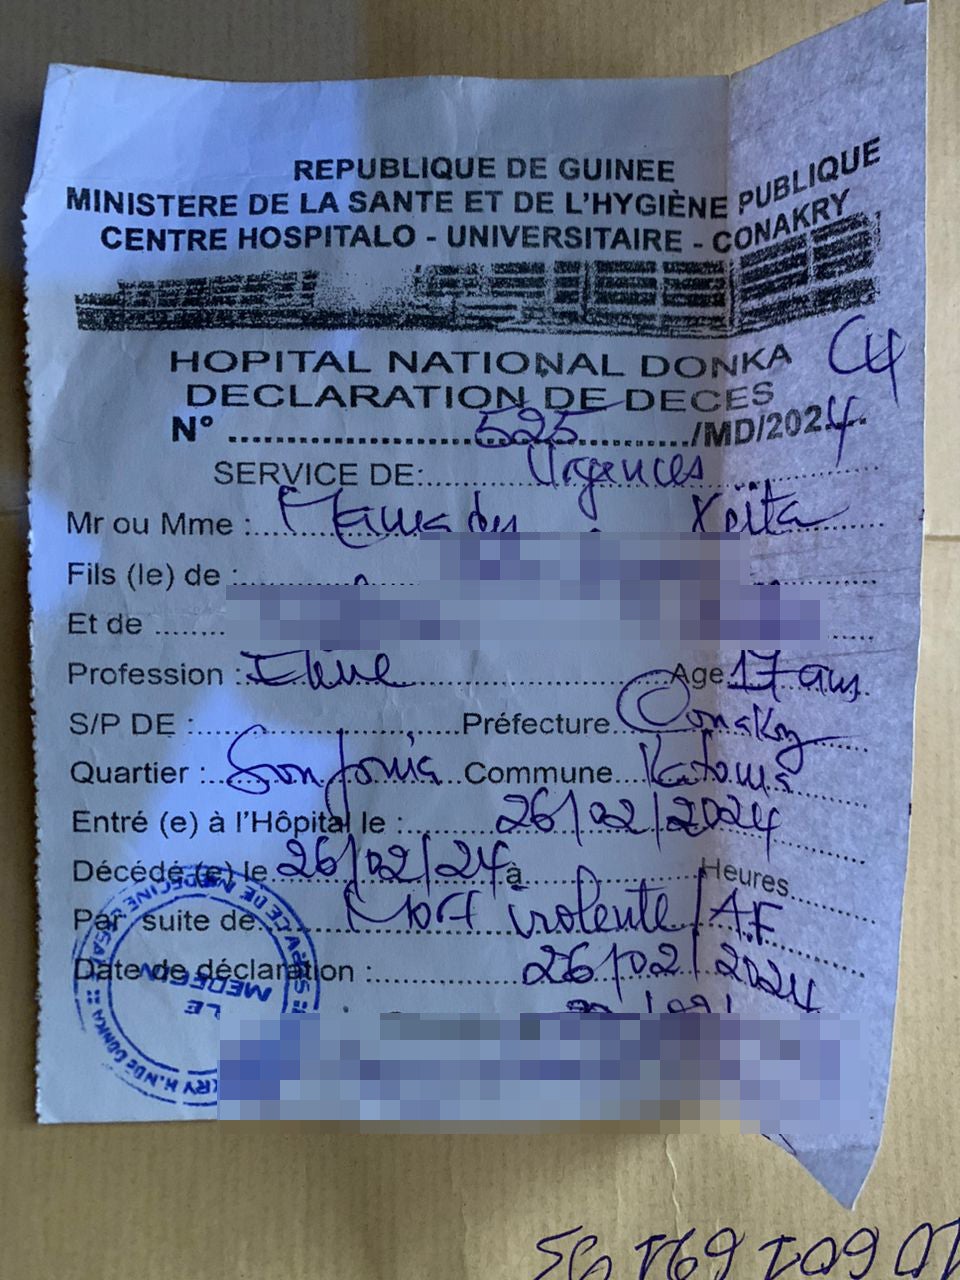 REPUBLIQUE DE GUINEE
MINISTERE DE LA SANTE ET DE L'HYGIÈNE PUBLIQUE
CENTRE HOSPITALO - UNIVERSITAIRE - CONAKRY
HOPITAL NATIONAL DONKA
DECLARATION DE DECES
N° 525 /MD/2024
SERVICE DE: Urgences
Mr ou Mme : Mamady Keita
Fils (le) de :
Et de
Profession : Elève Age 17 ans
S/P DE : Préfecture Conakry
Quartier : Sonfonia Commune
Entré (e) à l'Hôpital le : 26/02/2024
Décédé (e) le 26/02/24 à Heures
Par suite de Mort violente / A.F
Date de déclaration : 26/02/2024
LE MEDECIN